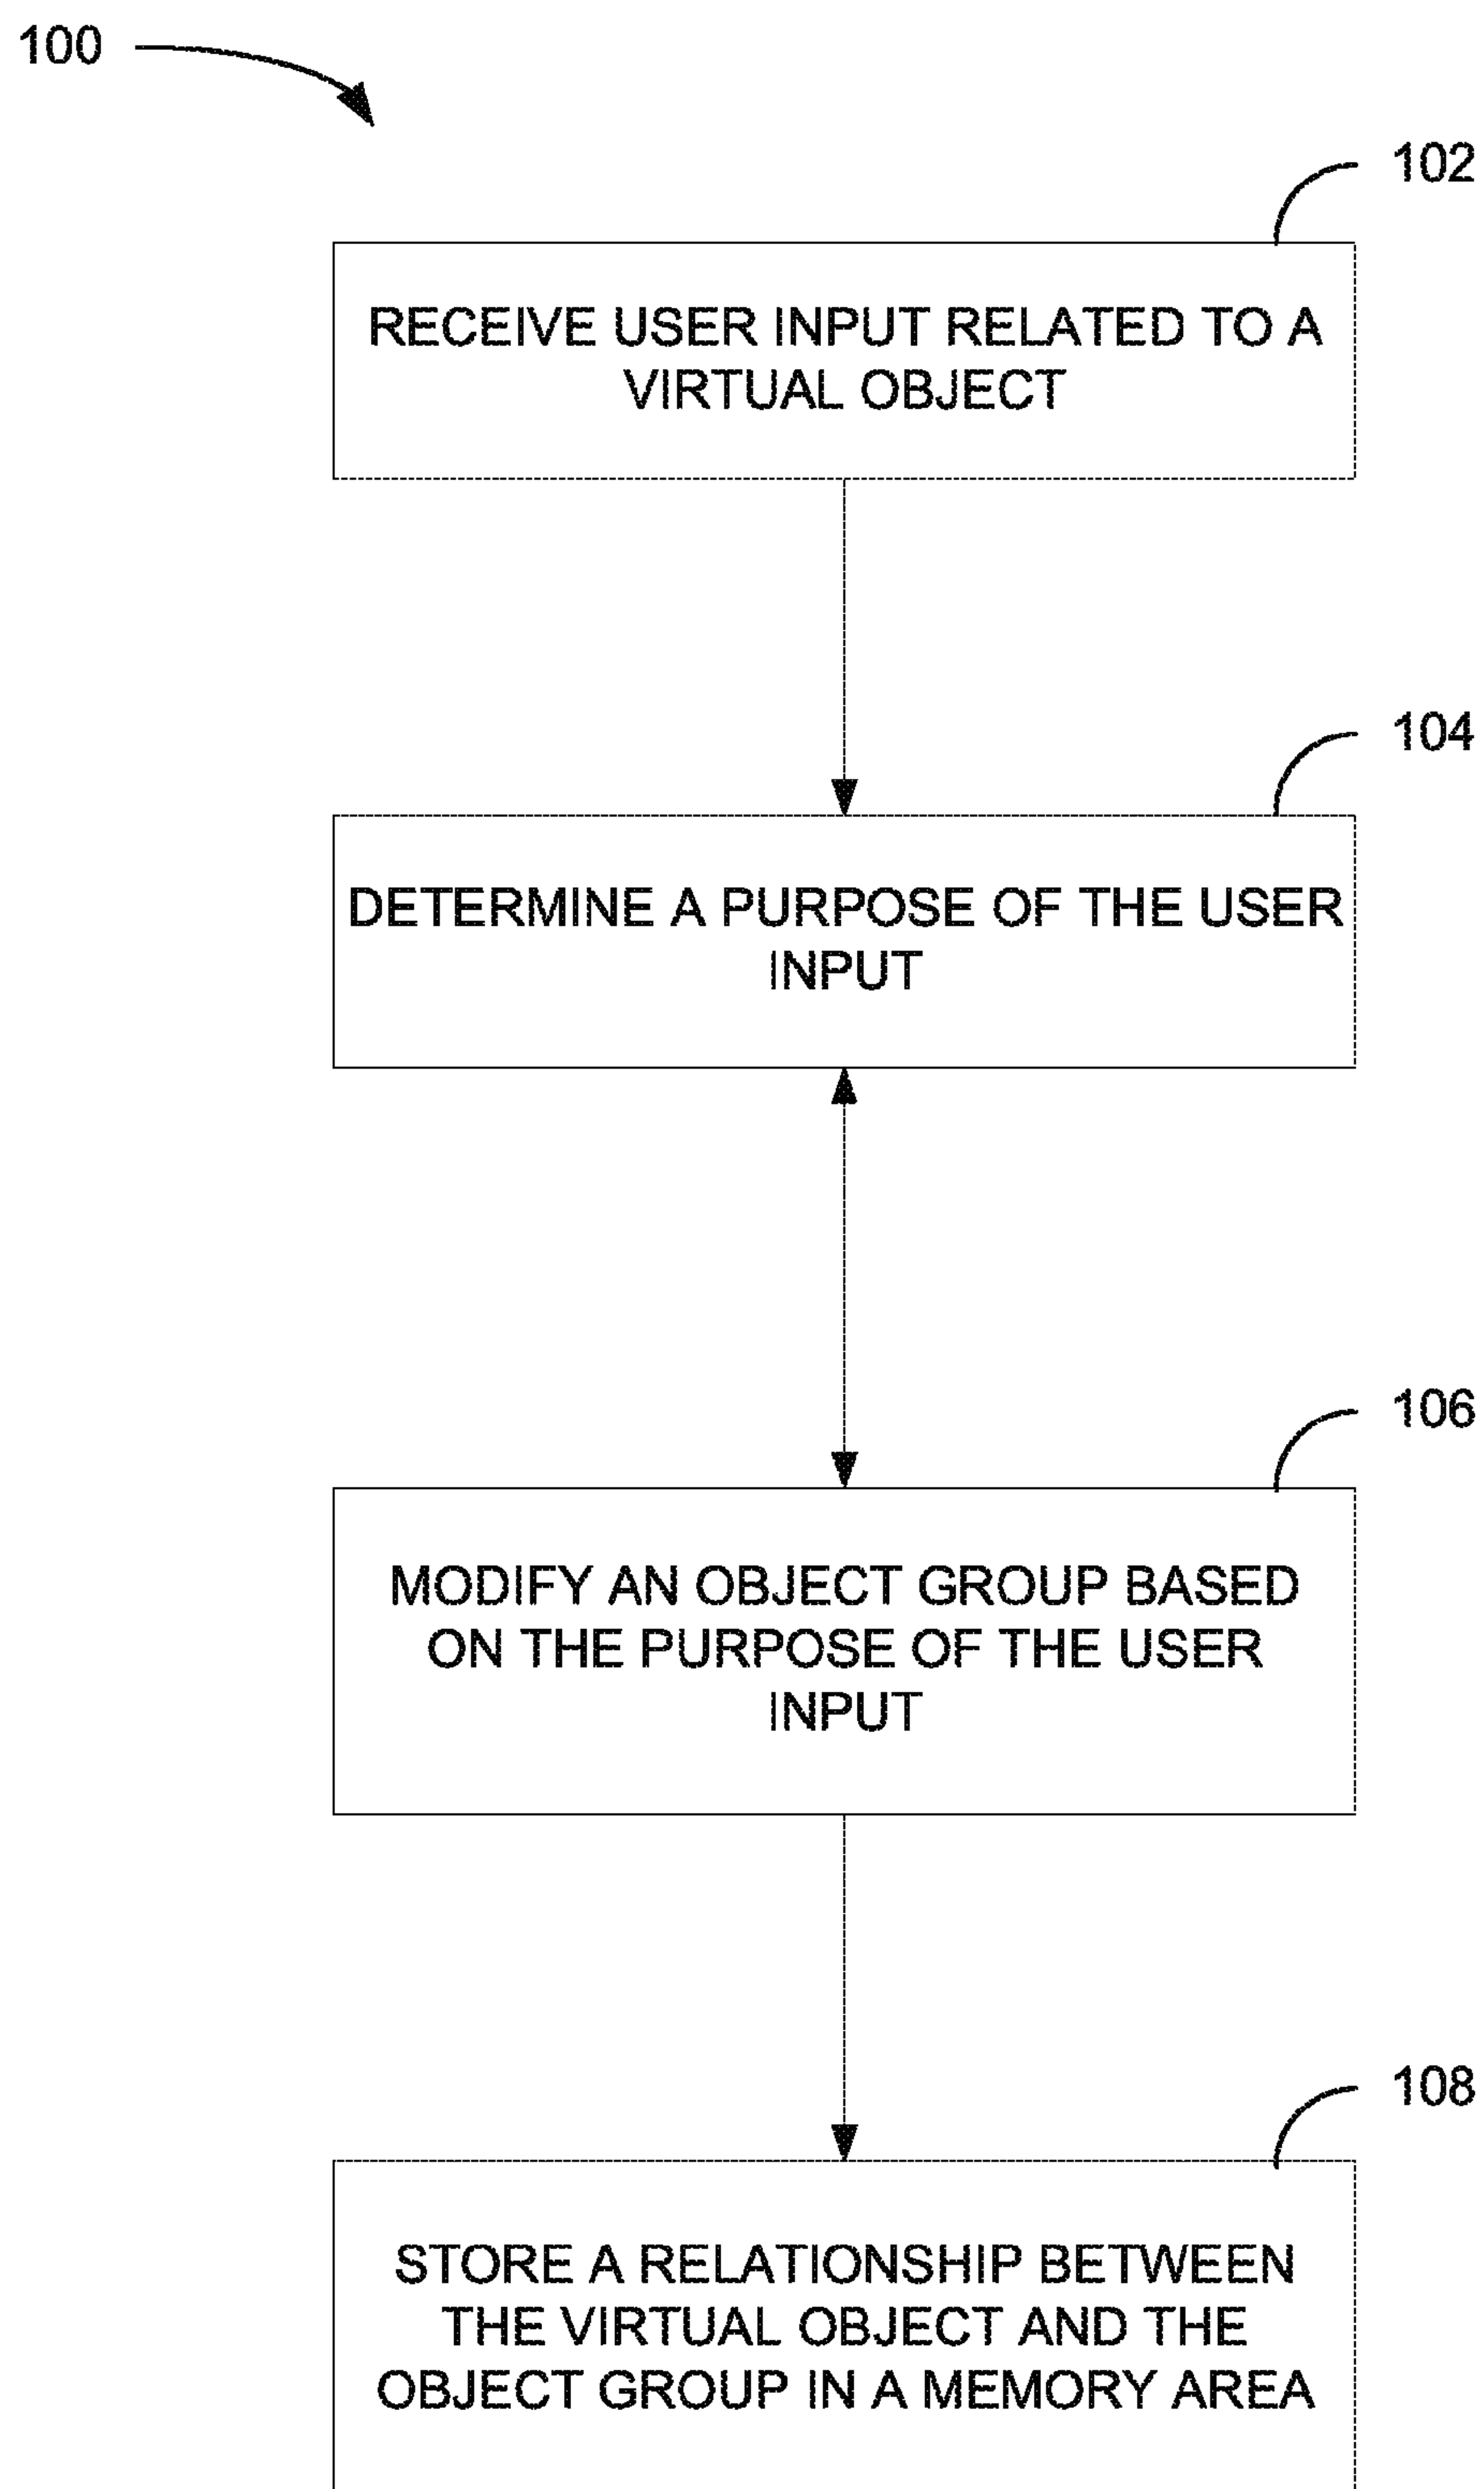 100
102
RECEIVE USER INPUT RELATED TO A
VIRTUAL OBJECT
104
DETERMINE A PURPOSE OF THE USER
INPUT
106
MODIFY AN OBJECT GROUP BASED
ON THE PURPOSE OF THE USER
INPUT
108
STORE A RELATIONSHIP BETWEEN
THE VIRTUAL OBJECT AND THE
OBJECT GROUP IN A MEMORY AREA